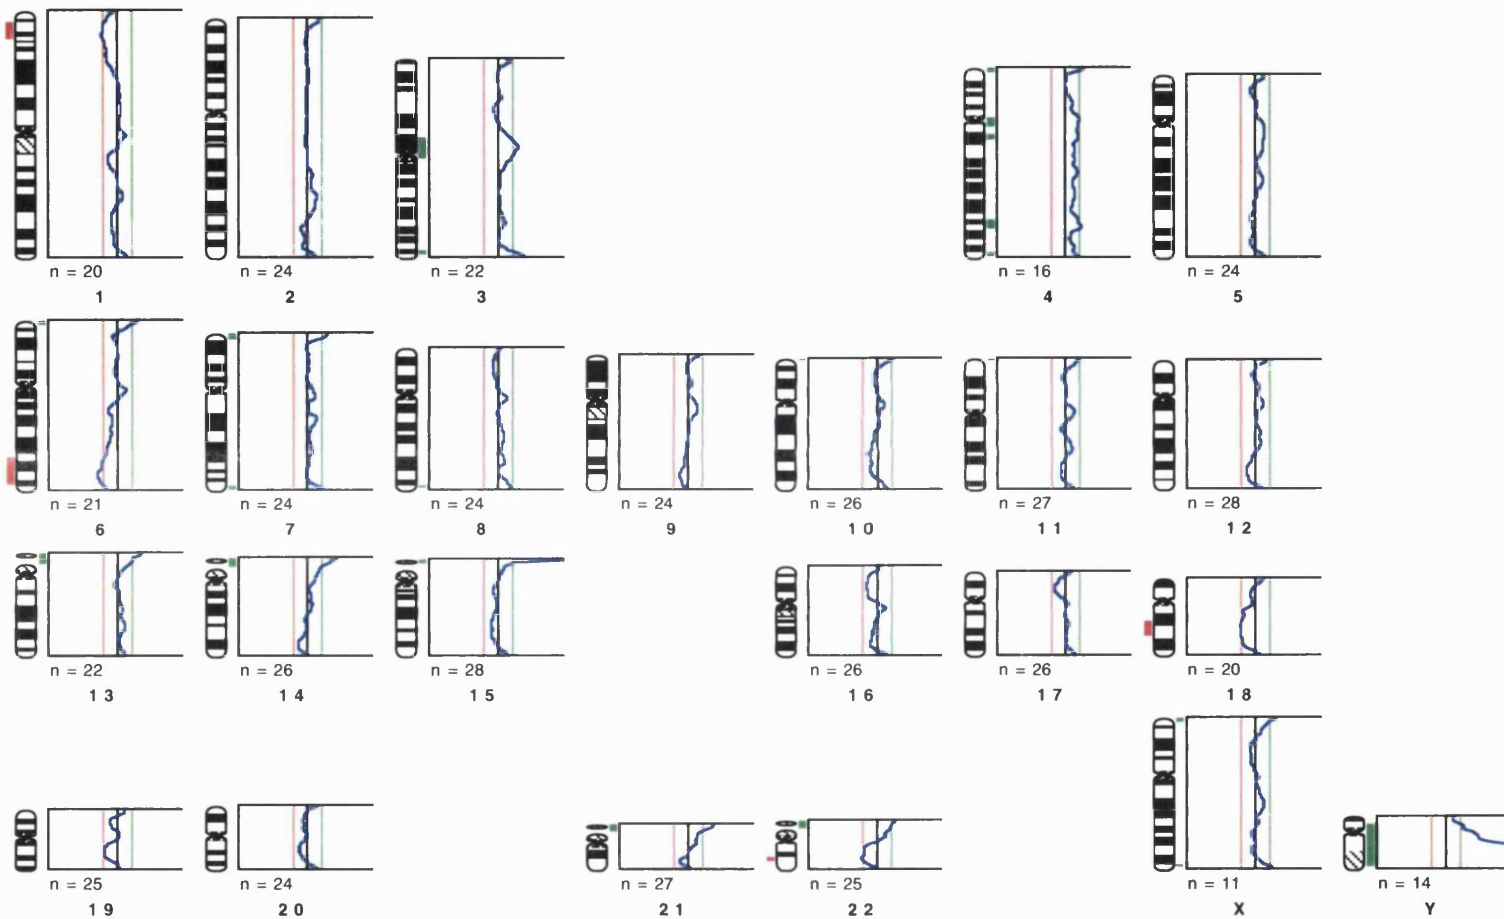 n = 20
n = 24
n = 22
n = 16
n = 24
1
2
3
4
5
n = 21
n = 24
n = 24
n = 24
n = 26
n = 27
n = 28
6
7
8
9
10
11
12
n = 22
n = 26
n = 28
n = 26
n = 26
n = 20
13
14
15
16
17
18
n = 25
n = 24
n = 27
n = 25
n = 11
n = 14
19
20
21
22
X
Y